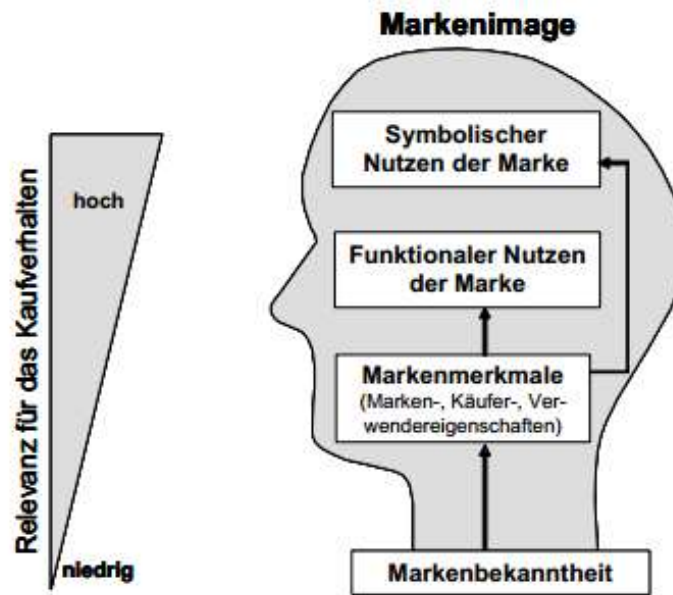 Markenimage
Symbolischer
Nutzen der Marke
hoch
Relevanz für das Kaufverhalten
Funktionaler Nutzen
der Marke
Markenmerkmale
(Marken-, Käufer-, Ver-
wendereigenschaften)
niedrig
Markenbekanntheit